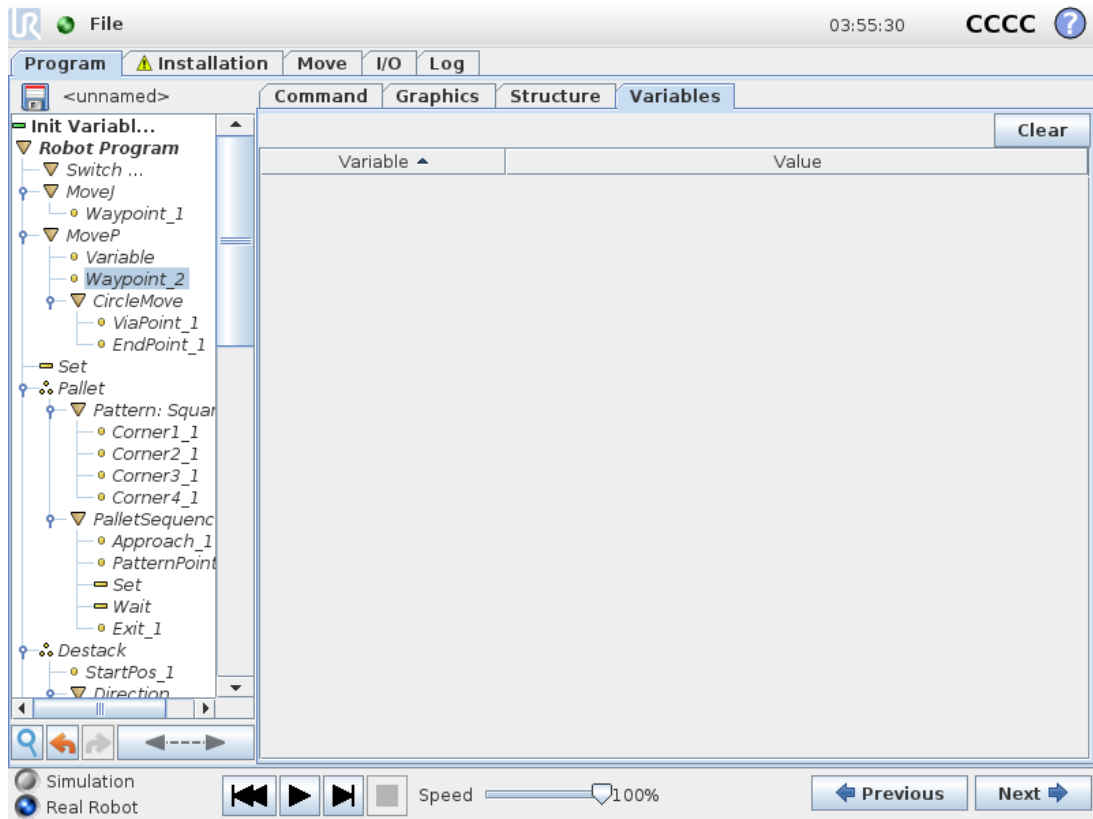 UR File 03:55:30 CCCC ?
Program Installation Move I/O Log
<unnamed> Command Graphics Structure Variables
Clear
Variable Value
Init Variabl...
Robot Program
Switch ...
MoveJ
Waypoint_1
MoveP
Variable
Waypoint_2
CircleMove
ViaPoint_1
EndPoint_1
Set
Pallet
Pattern: Squar
Corner1_1
Corner2_1
Corner3_1
Corner4_1
PalletSequenc
Approach_1
PatternPoint
Set
Wait
Exit_1
Destack
StartPos_1
Direction
Simulation
Real Robot
Speed 100%
Previous Next